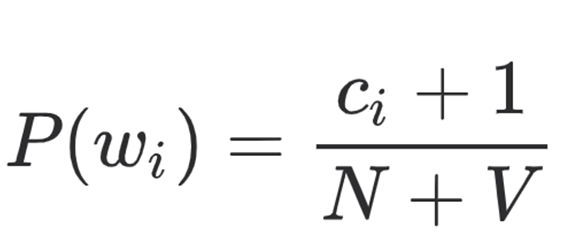 P(w_i) = \frac{c_i + 1}{N + V}